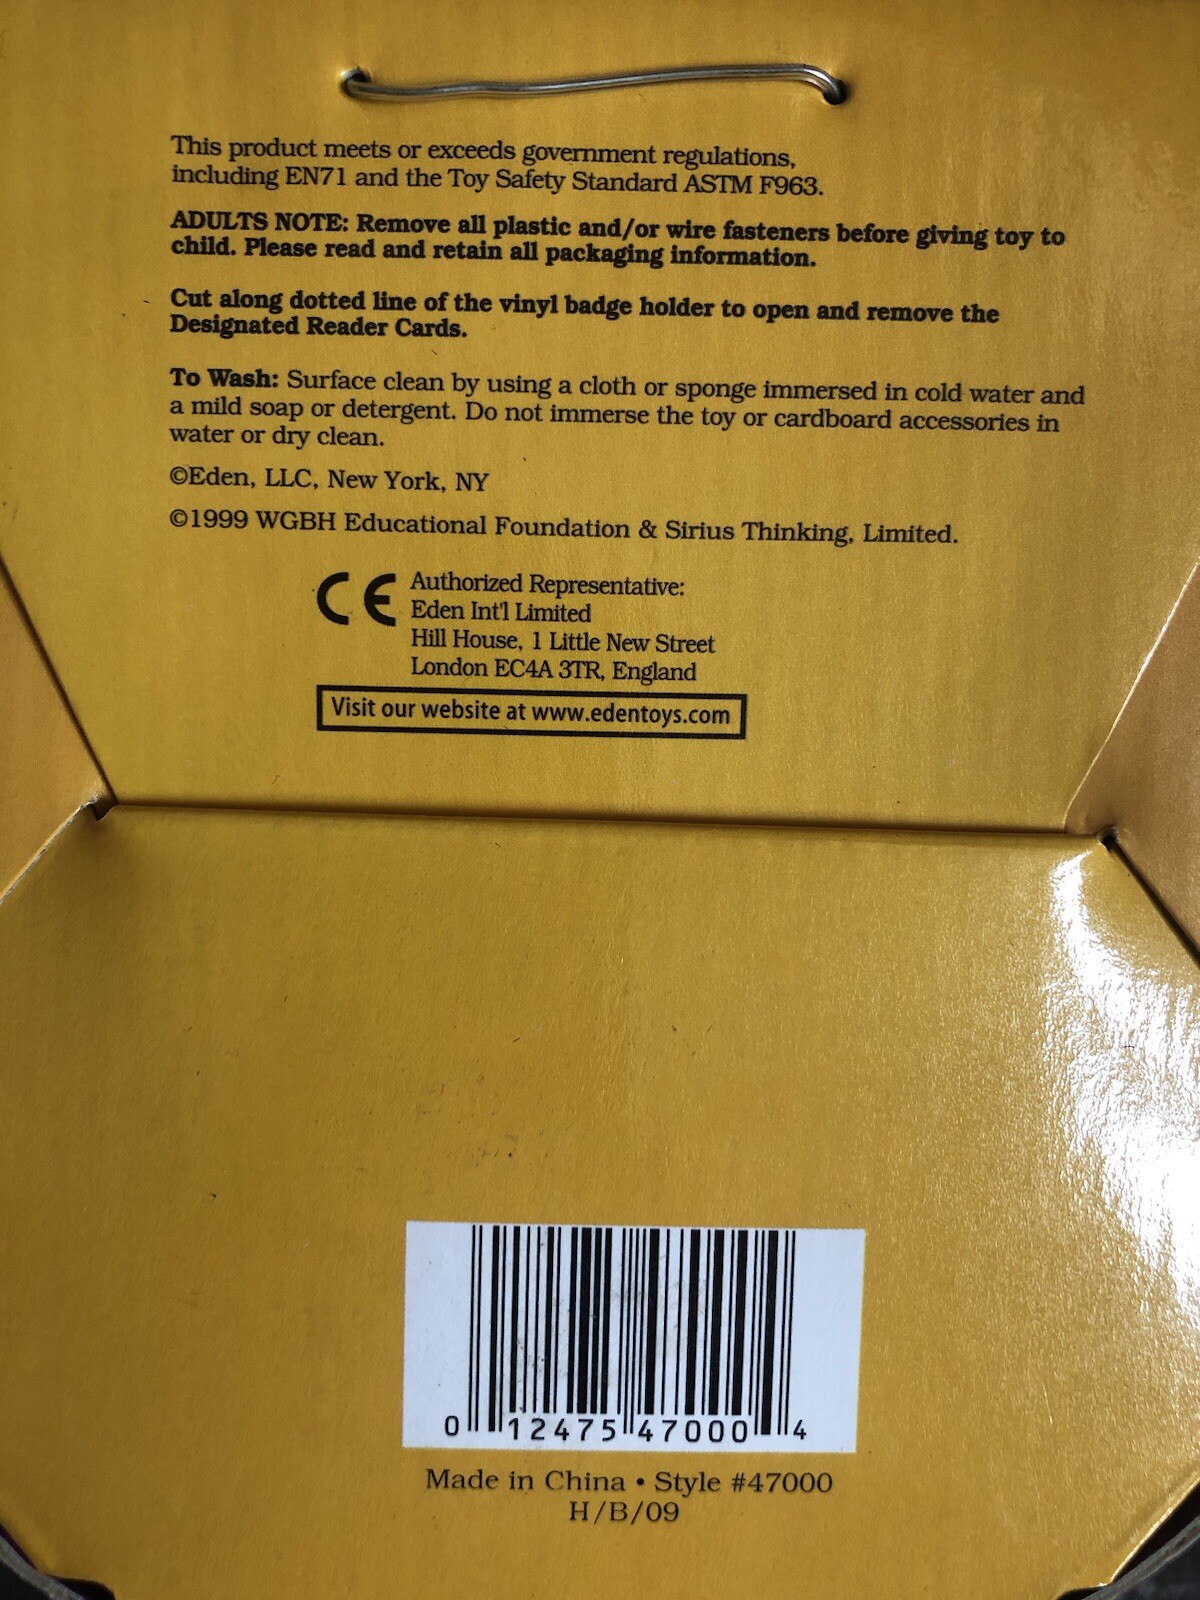 This product meets or exceeds government regulations,
including EN71 and the Toy Safety Standard ASTM F963.
ADULTS NOTE: Remove all plastic and/or wire fasteners before giving toy to
child. Please read and retain all packaging information.
Cut along dotted line of the vinyl badge holder to open and remove the
Designated Reader Cards.
To Wash: Surface clean by using a cloth or sponge immersed in cold water and
a mild soap or detergent. Do not immerse the toy or cardboard accessories in
water or dry clean.
©Eden, LLC, New York, NY
©1999 WGBH Educational Foundation & Sirius Thinking, Limited.
CE
Authorized Representative:
Eden Int'l Limited
Hill House, 1 Little New Street
London EC4A 3TR, England
Visit our website at www.edentoys.com
0 12475 47000 4
Made in China • Style #47000
H/B/09